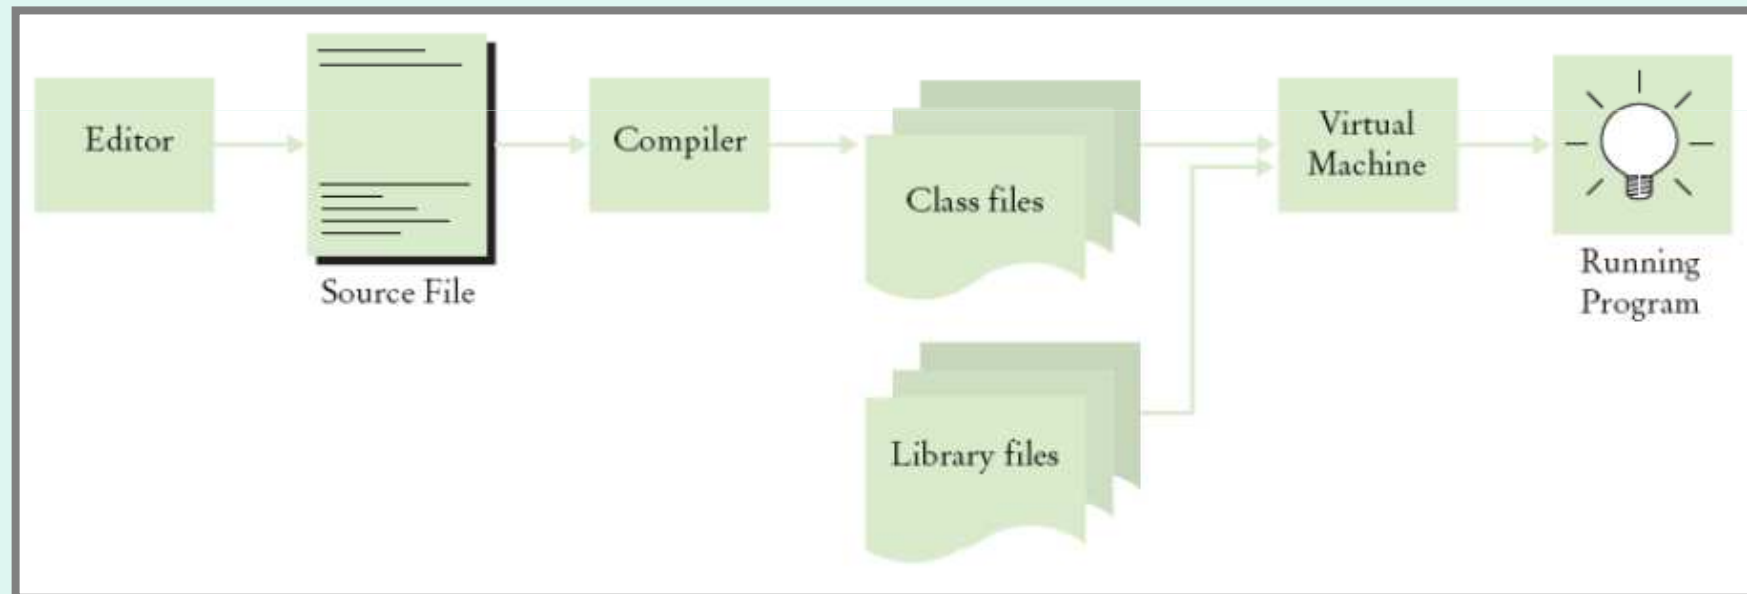 Editor
Source File
Compiler
Class files
Library files
Virtual
Machine
Running
Program